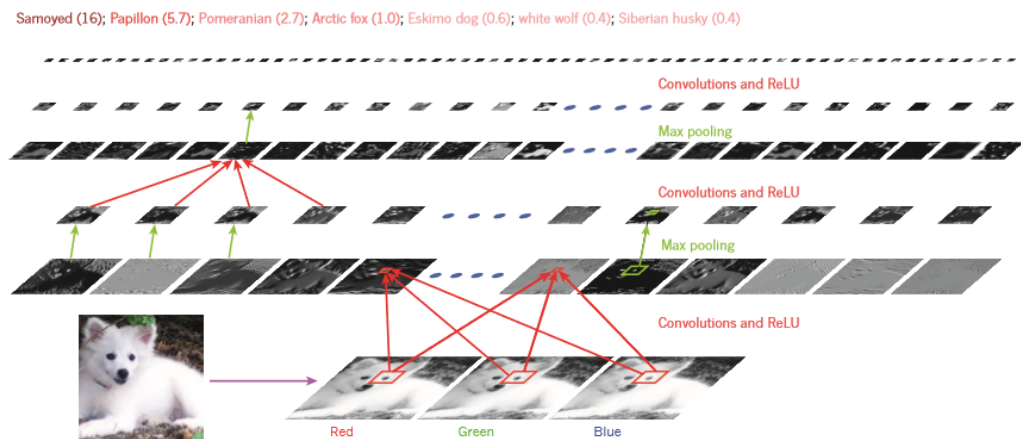 Samoyed (16); Papillon (5.7); Pomeranian (2.7); Arctic fox (1.0); Eskimo dog (0.6); white wolf (0.4); Siberian husky (0.4)
Convolutions and ReLU
Max pooling
Convolutions and ReLU
Max pooling
Convolutions and ReLU
Red
Green
Blue